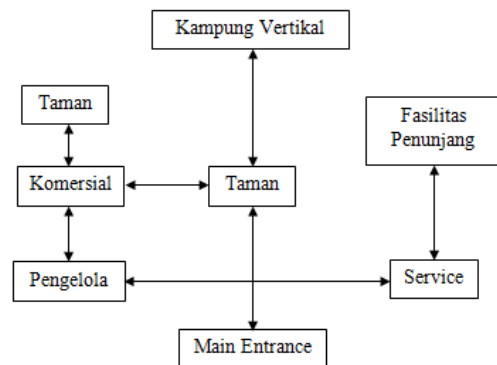 Kampung Vertikal
Taman
Fasilitas
Penunjang
Komersial
Taman
Pengelola
Service
Main Entrance